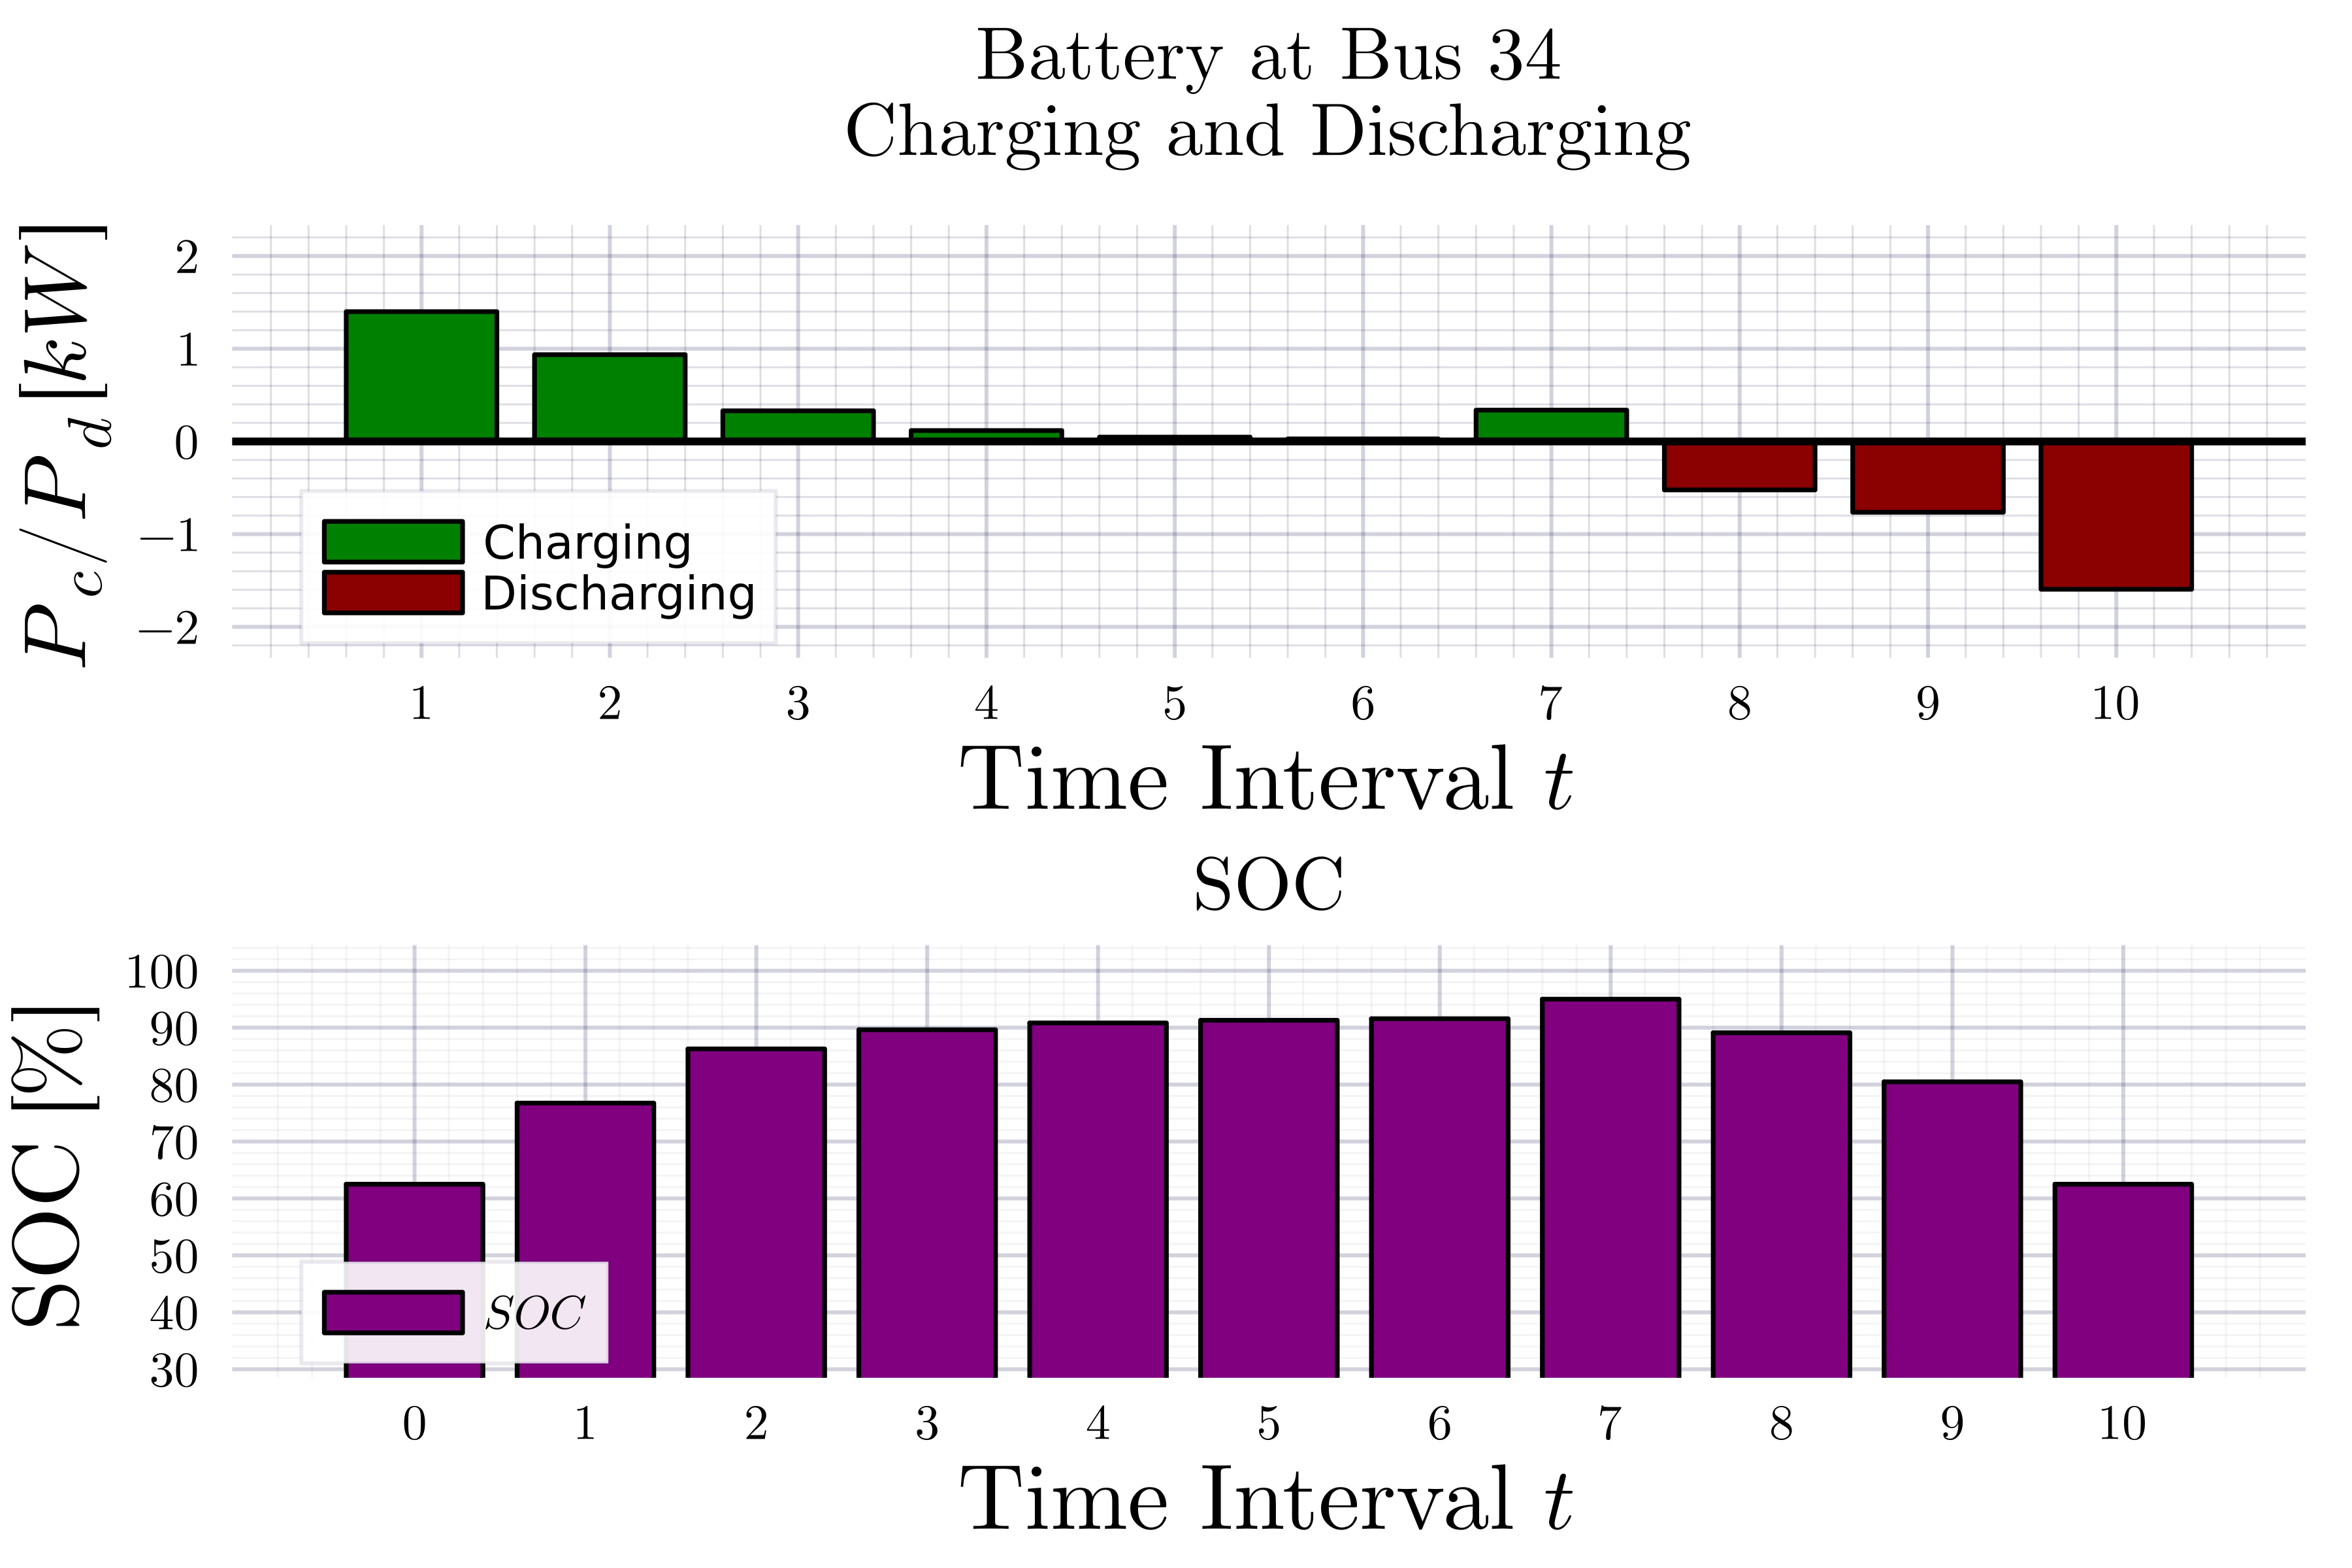 Battery at Bus 34
Charging and Discharging
P_c/P_d [kW]
2
1
0
−1
−2
Charging
Discharging
1 2 3 4 5 6 7 8 9 10
Time Interval t
SOC
SOC [%]
100
90
80
70
60
50
40
30
SOC
0 1 2 3 4 5 6 7 8 9 10
Time Interval t